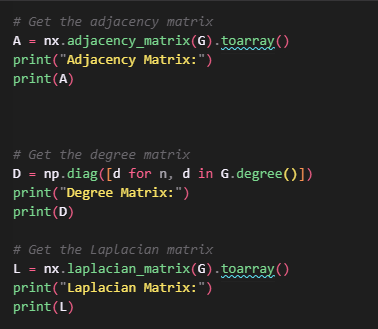 # Get the adjacency matrix
A = nx.adjacency_matrix(G).toarray()
print("Adjacency Matrix:")
print(A)
# Get the degree matrix
D = np.diag([d for n, d in G.degree()])
print("Degree Matrix:")
print(D)
# Get the Laplacian matrix
L = nx.laplacian_matrix(G).toarray()
print("Laplacian Matrix:")
print(L)